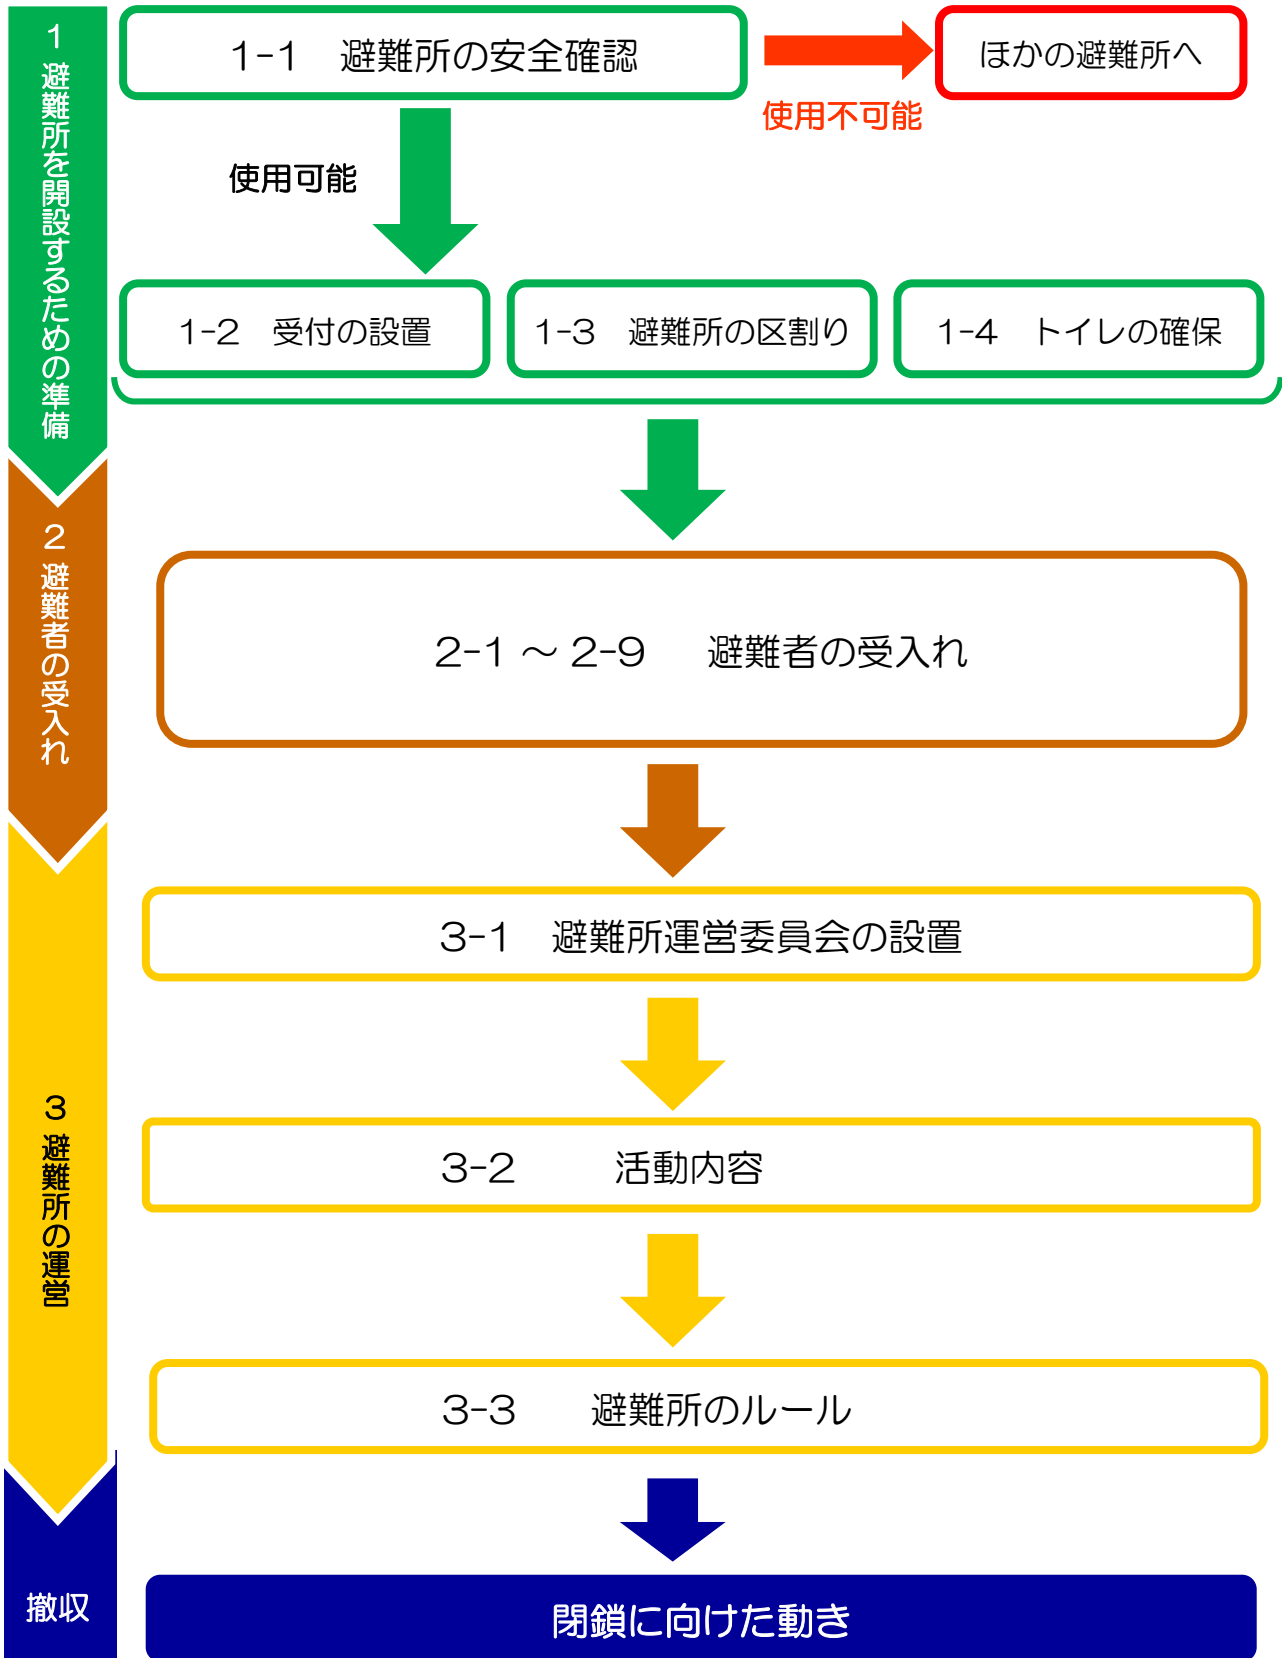 1 避難所を開設するための準備
1-1　避難所の安全確認
ほかの避難所へ
使用不可能
使用可能
1-2　受付の設置
1-3　避難所の区割り
1-4　トイレの確保
2 避難者の受入れ
2-1 ～ 2-9　避難者の受入れ
3 避難所の運営
3-1　避難所運営委員会の設置
3-2　活動内容
3-3　避難所のルール
撤収
閉鎖に向けた動き